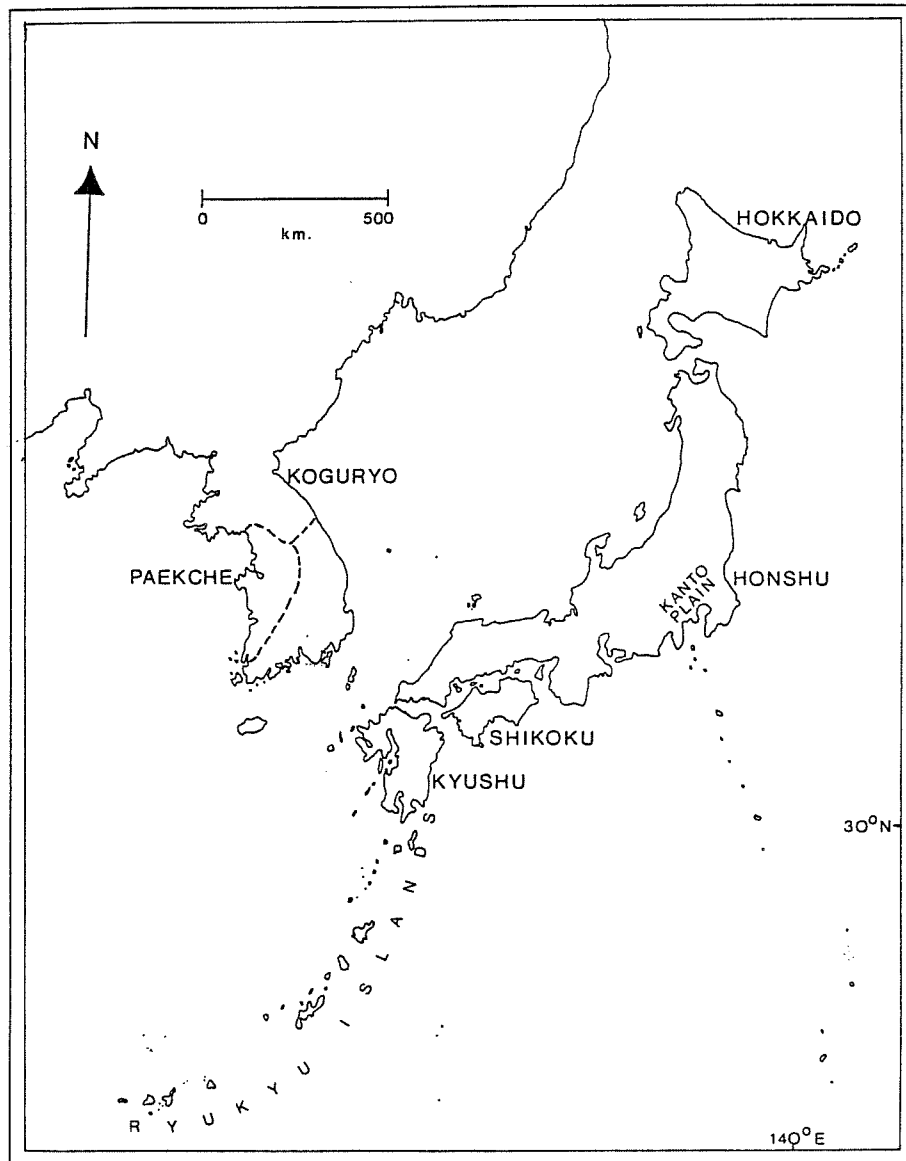 N
0 500
km.
HOKKAIDO
KOGURYO
PAEKCHE
KANTO
PLAIN
HONSHU
SHIKOKU
KYUSHU
30°N
RYUKYU ISLANDS
140°E